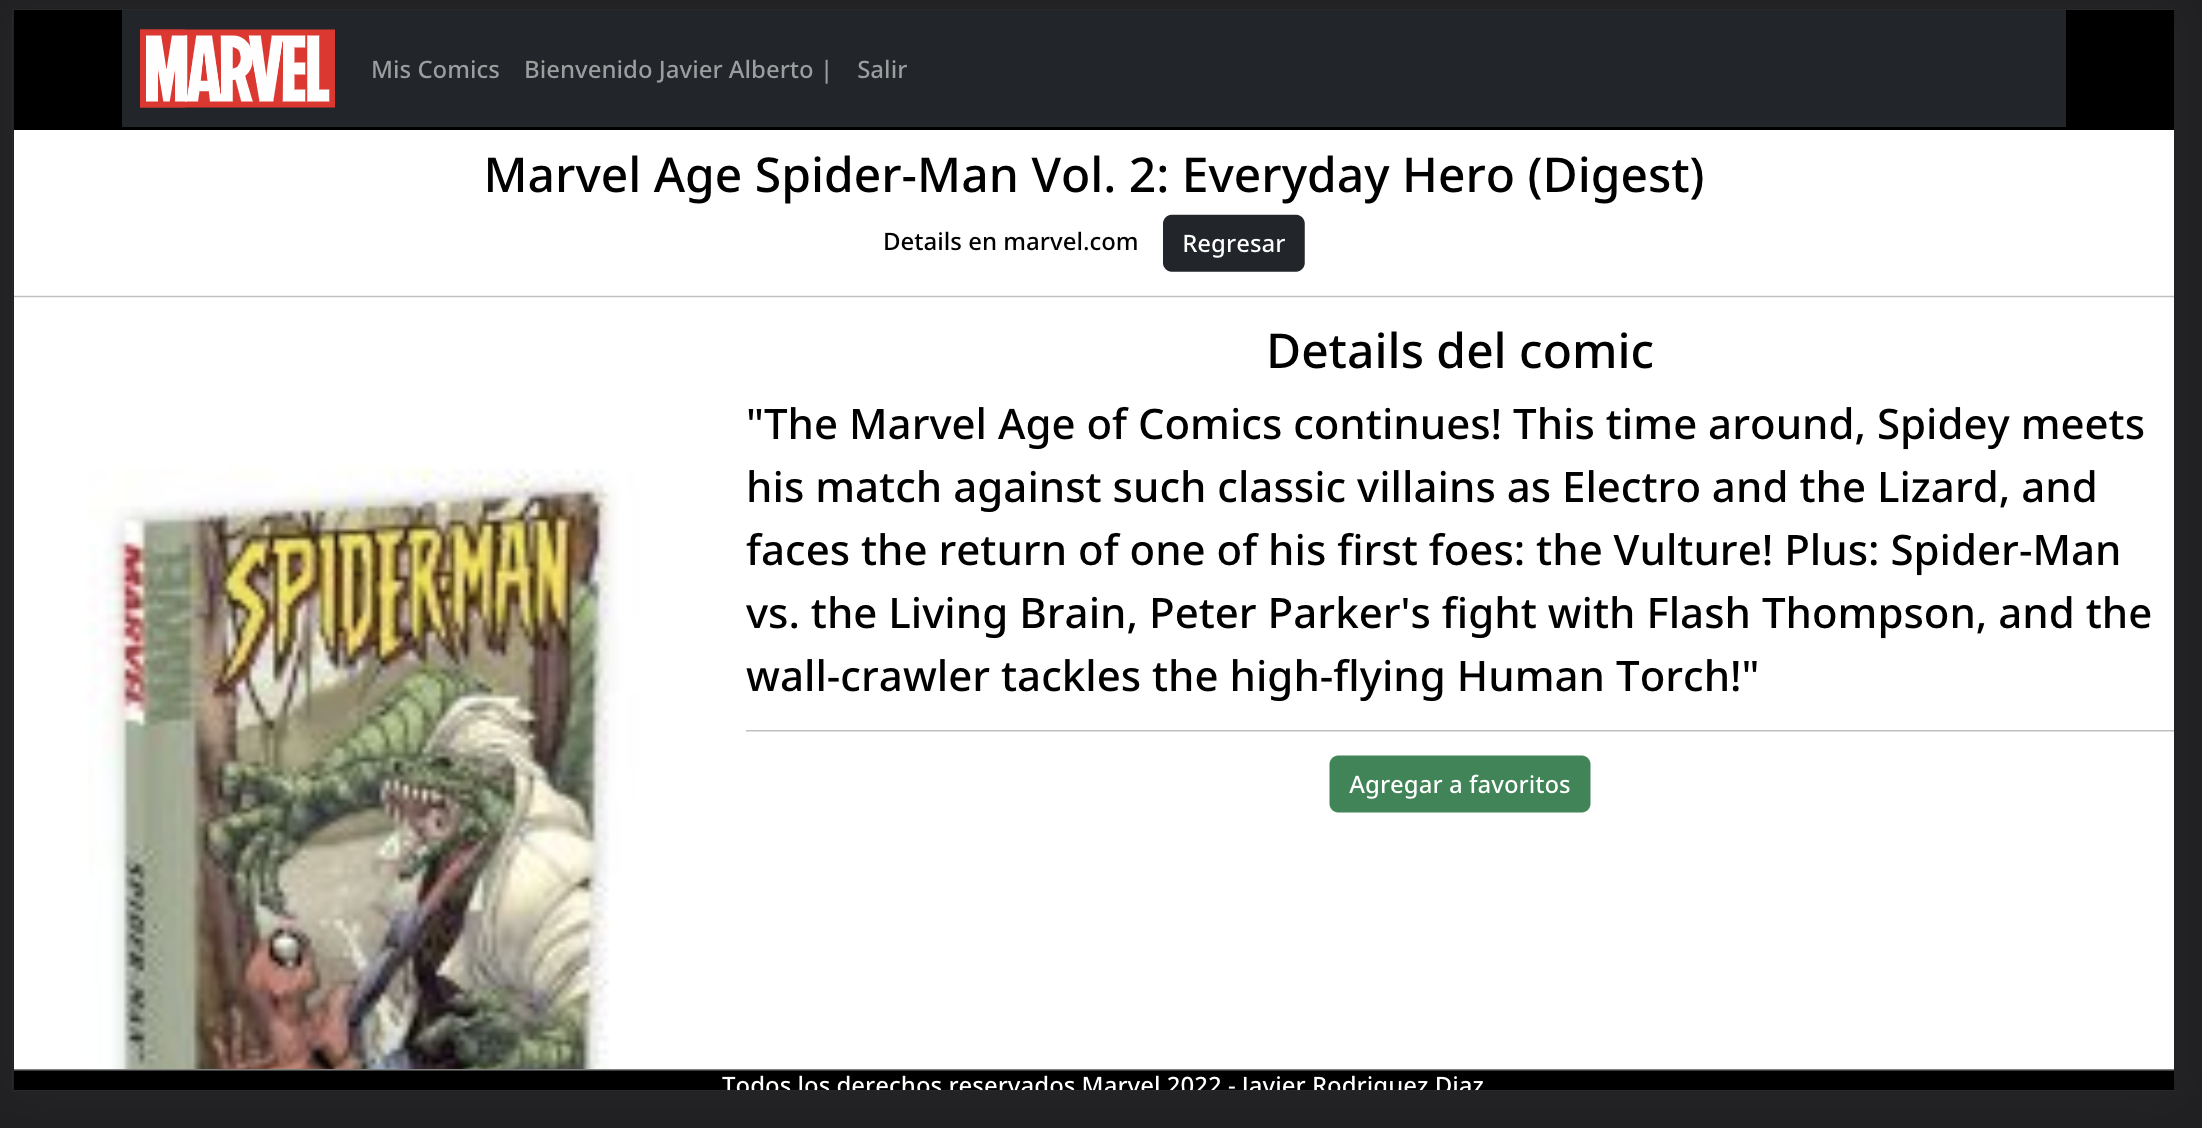 MARVEL
Mis Comics Bienvenido Javier Alberto | Salir
Marvel Age Spider-Man Vol. 2: Everyday Hero (Digest)
Details en marvel.com Regresar
Details del comic
"The Marvel Age of Comics continues! This time around, Spidey meets
his match against such classic villains as Electro and the Lizard, and
faces the return of one of his first foes: the Vulture! Plus: Spider-Man
vs. the Living Brain, Peter Parker's fight with Flash Thompson, and the
wall-crawler tackles the high-flying Human Torch!"
Agregar a favoritos
SPIDER-MAN
MARVEL
SPIDER-MAN
Todos los derechos reservados Marvel 2022 - Javier Rodriguez Diaz